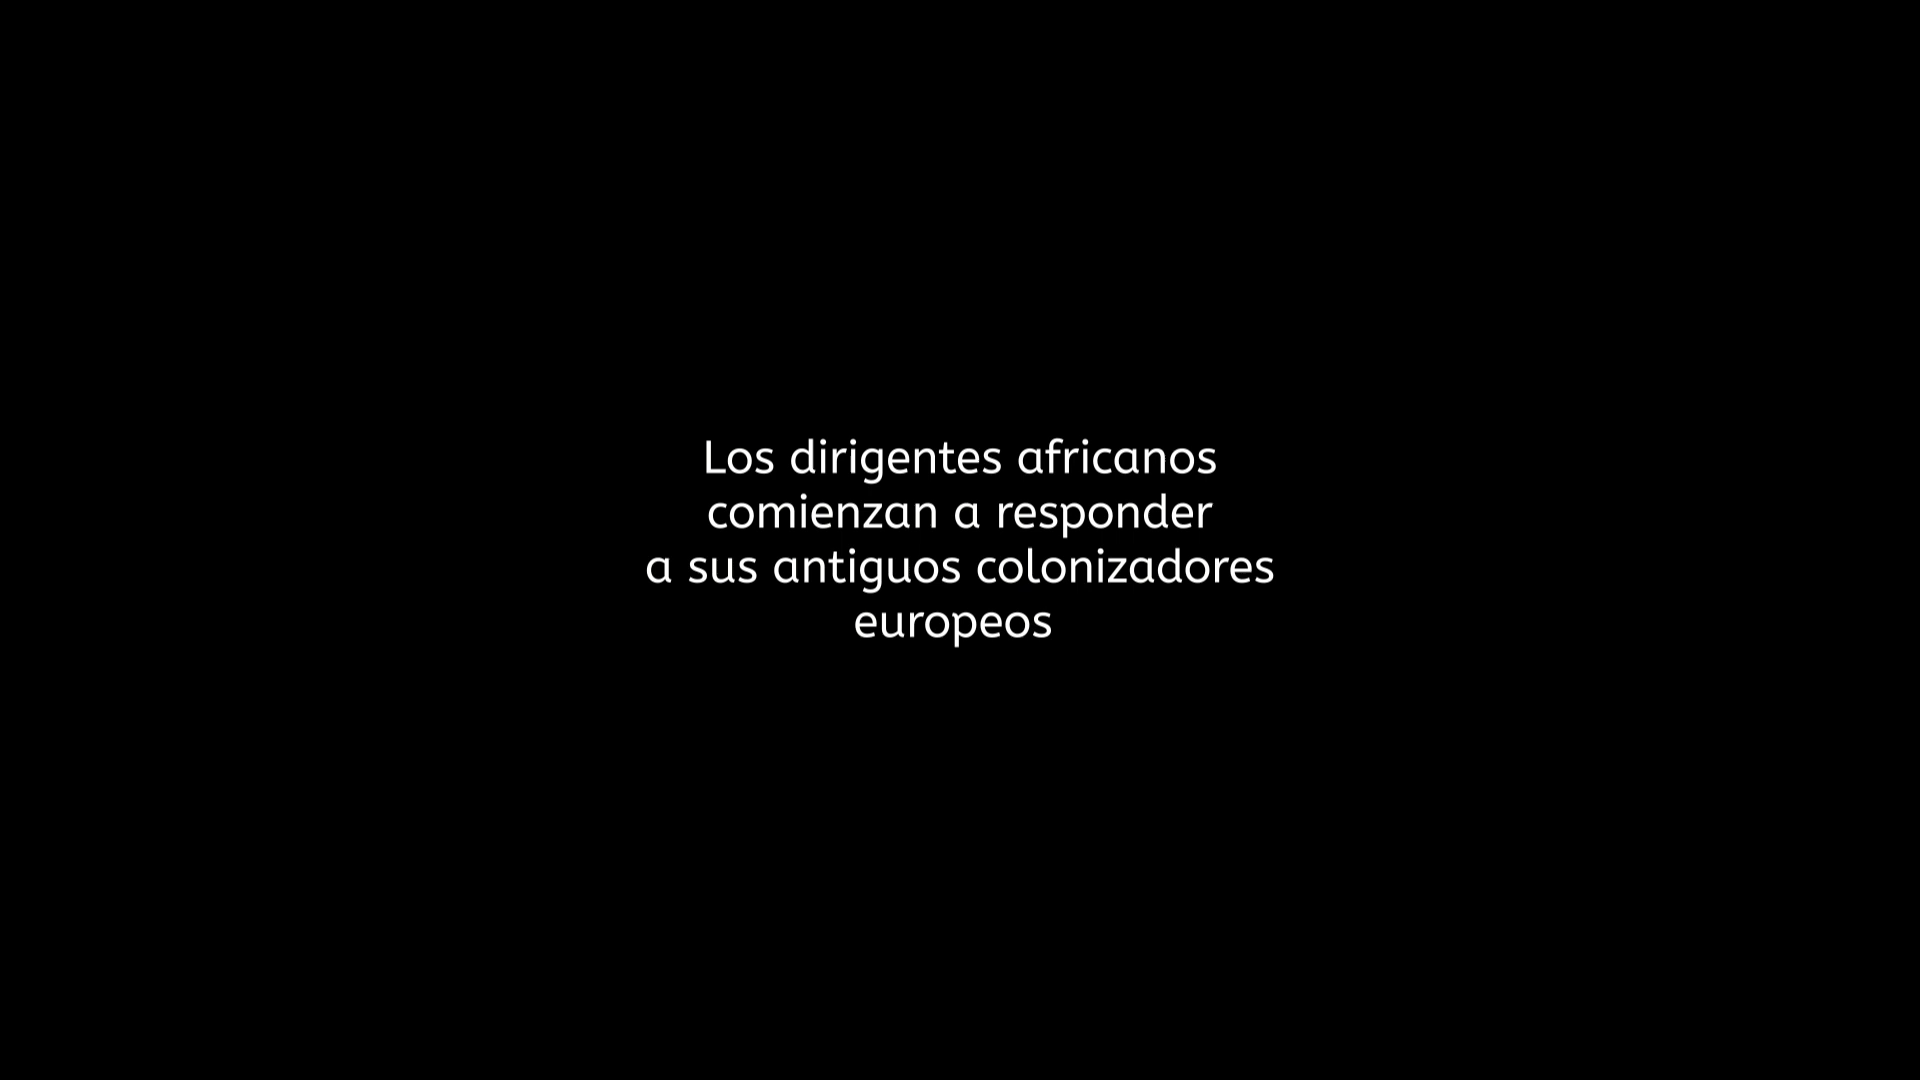 Los dirigentes africanos
comienzan a responder
a sus antiguos colonizadores
europeos